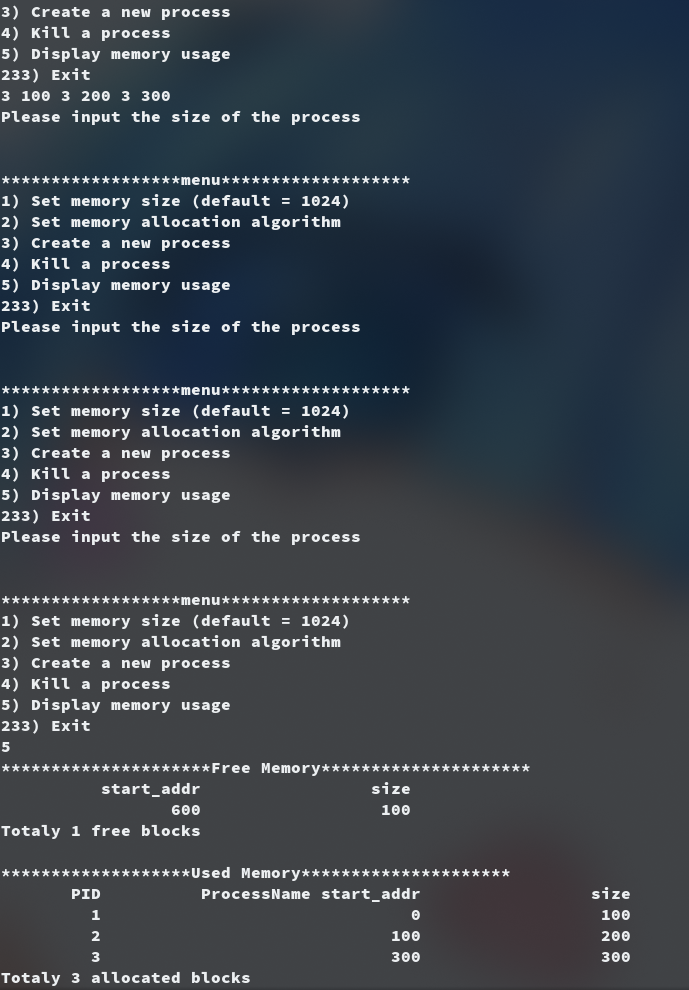 3) Create a new process
4) Kill a process
5) Display memory usage
233) Exit
3 100 3 200 3 300
Please input the size of the process
******************menu*******************
1) Set memory size (default = 1024)
2) Set memory allocation algorithm
3) Create a new process
4) Kill a process
5) Display memory usage
233) Exit
Please input the size of the process
******************menu*******************
1) Set memory size (default = 1024)
2) Set memory allocation algorithm
3) Create a new process
4) Kill a process
5) Display memory usage
233) Exit
Please input the size of the process
******************menu*******************
1) Set memory size (default = 1024)
2) Set memory allocation algorithm
3) Create a new process
4) Kill a process
5) Display memory usage
233) Exit
5
*********************Free Memory*********************
start_addr size
600 100
Totaly 1 free blocks
*******************Used Memory*********************
PID ProcessName start_addr size
1 0 100
2 100 200
3 300 300
Totaly 3 allocated blocks